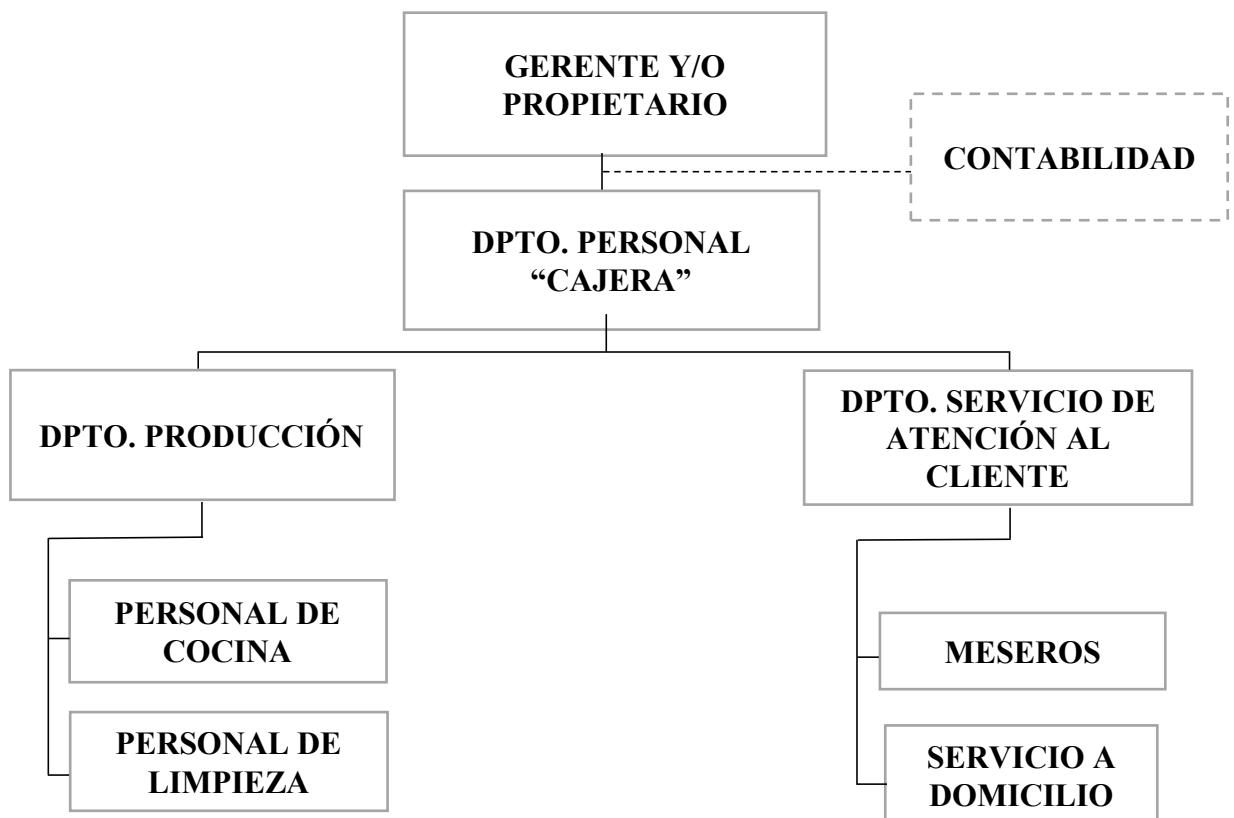 GERENTE Y/O
PROPIETARIO
CONTABILIDAD
DPTO. PERSONAL
“CAJERA”
DPTO. PRODUCCIÓN
DPTO. SERVICIO DE
ATENCIÓN AL
CLIENTE
PERSONAL DE
COCINA
MESEROS
PERSONAL DE
LIMPIEZA
SERVICIO A
DOMICILIO